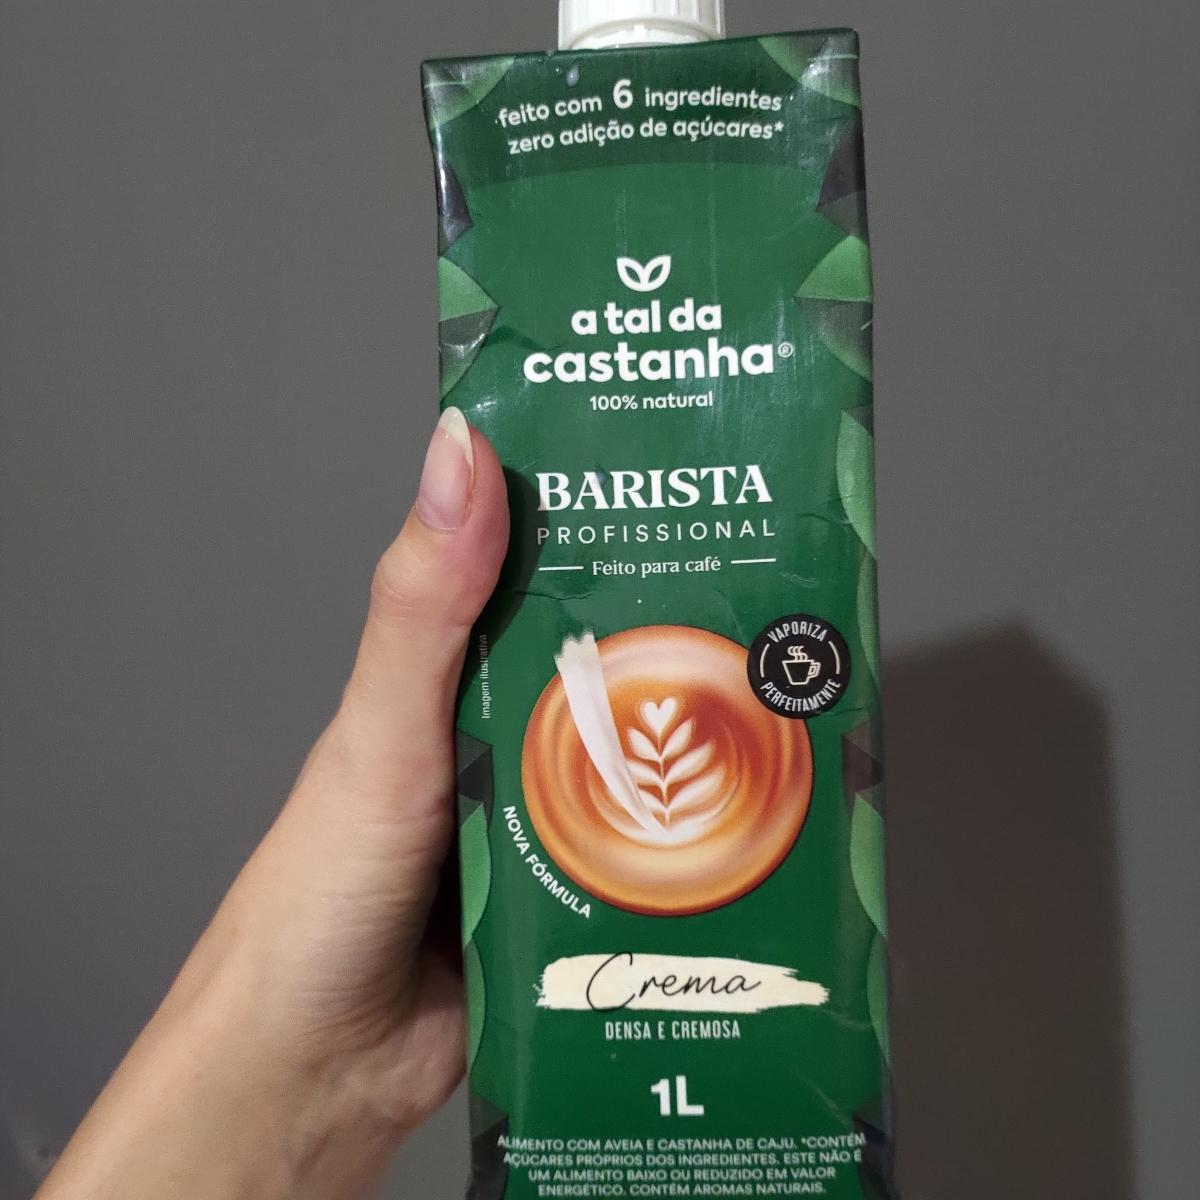 feito com 6 ingredientes
zero adição de açúcares*
a tal da
castanha®
100% natural
BARISTA
PROFISSIONAL
Feito para café
VAPORIZA
PERFEITAMENTE
Imagem ilustrativa
NOVA FÓRMULA
Crema
DENSA E CREMOSA
1L
ALIMENTO COM AVEIA E CASTANHA DE CAJU. *CONTÉM
AÇÚCARES PRÓPRIOS DOS INGREDIENTES. ESTE NÃO É
UM ALIMENTO BAIXO OU REDUZIDO EM VALOR
ENERGÉTICO. CONTÉM AROMAS NATURAIS.